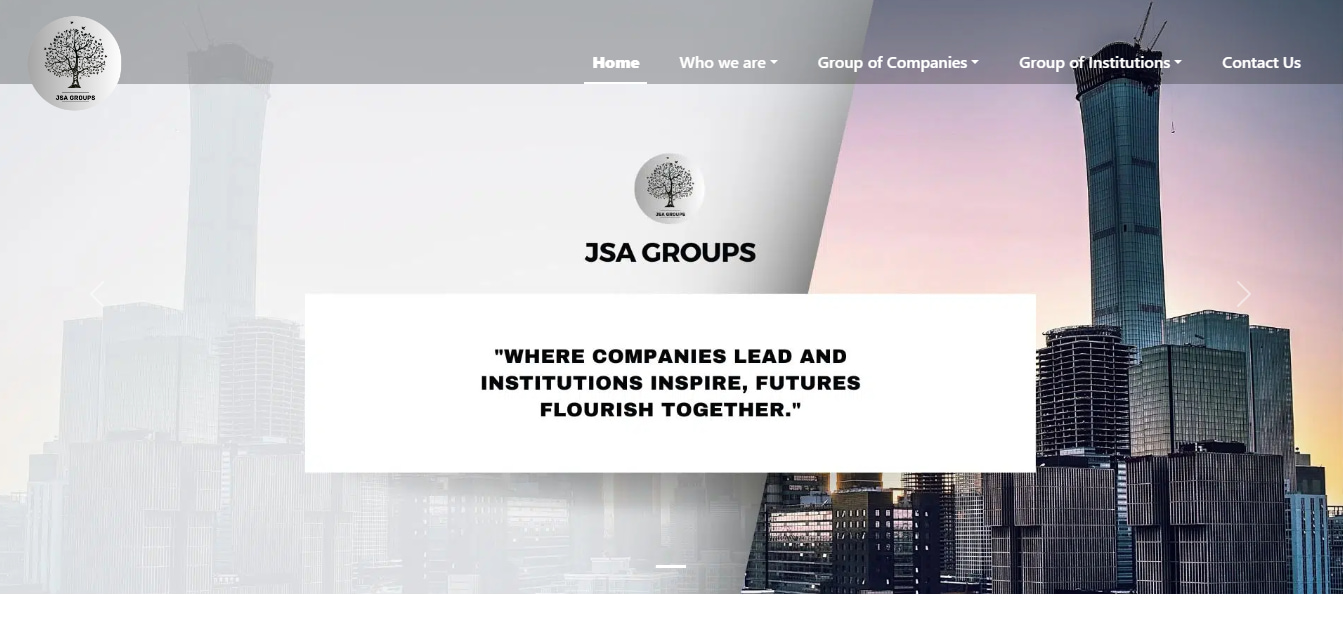 JSA GROUPS
Home Who we are Group of Companies Group of Institutions Contact Us
JSA GROUPS
JSA GROUPS
"WHERE COMPANIES LEAD AND
INSTITUTIONS INSPIRE, FUTURES
FLOURISH TOGETHER."